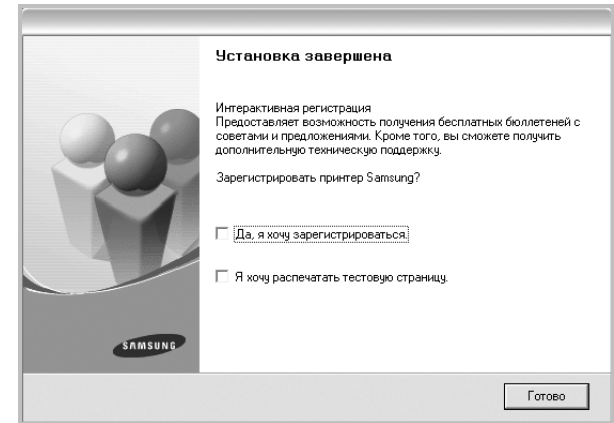 Установка завершена
Интерактивная регистрация
Предоставляет возможность получения бесплатных бюллетеней с
советами и предложениями. Кроме того, вы сможете получить
дополнительную техническую поддержку.
Зарегистрировать принтер Samsung?
Да, я хочу зарегистрироваться.
Я хочу распечатать тестовую страницу.
SAMSUNG
Готово